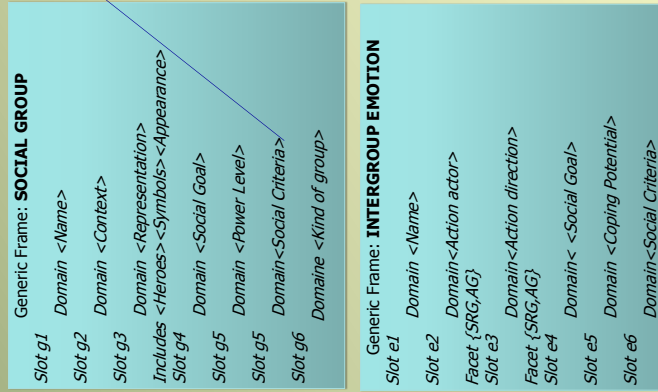 Generic Frame: SOCIAL GROUP
Slot g1
Domain <Name>
Slot g2
Domain <Context>
Slot g3
Domain <Representation>
Includes <Heroes> <Symbols> <Appearance>
Slot g4
Domain <Social Goal>
Slot g5
Domain <Power Level>
Slot g5
Domain<Social Criteria>
Slot g6
Domaine <Kind of group>
Generic Frame: INTERGROUP EMOTION
Slot e1
Domain <Name>
Slot e2
Domain<Action actor>
Facet {SRG,AG}
Slot e3
Domain<Action direction>
Facet {SRG,AG}
Slot e4
Domain< <Social Goal>
Slot e5
Domain <Coping Potential>
Slot e6
Domain<Social Criteria>